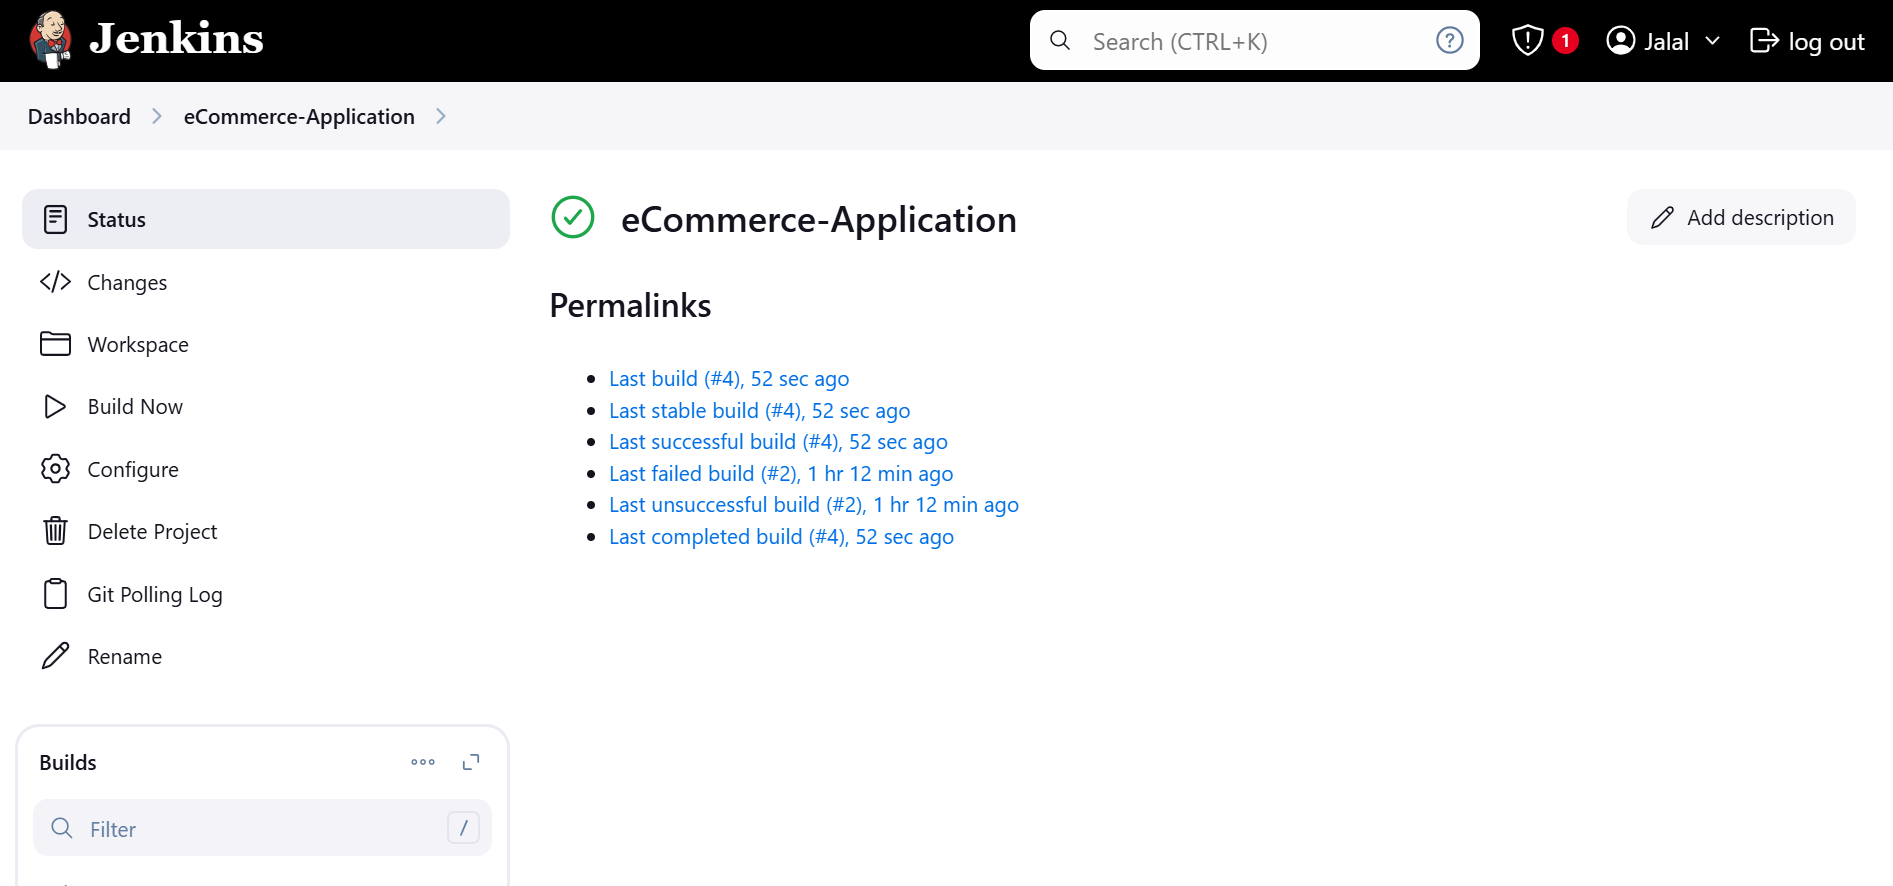 Jenkins
Search (CTRL+K)
?
1
Jalal
log out
Dashboard
eCommerce-Application
Status
Changes
Workspace
Build Now
Configure
Delete Project
Git Polling Log
Rename
Builds
Filter
/
eCommerce-Application
Add description
Permalinks
Last build (#4), 52 sec ago
Last stable build (#4), 52 sec ago
Last successful build (#4), 52 sec ago
Last failed build (#2), 1 hr 12 min ago
Last unsuccessful build (#2), 1 hr 12 min ago
Last completed build (#4), 52 sec ago